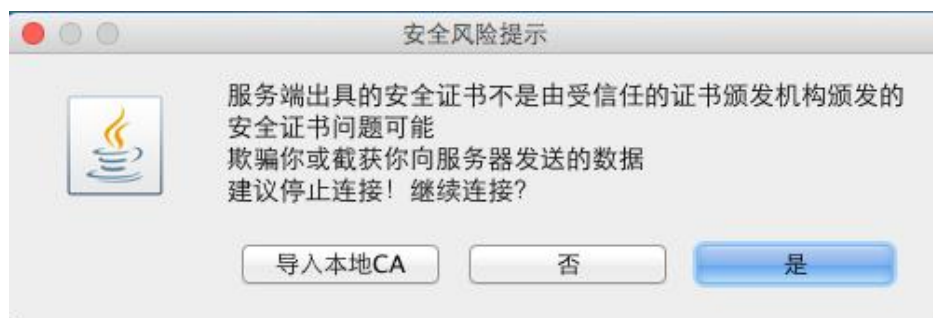 安全风险提示
服务端出具的安全证书不是由受信任的证书颁发机构颁发的
安全证书问题可能
欺骗你或截获你向服务器发送的数据
建议停止连接！继续连接？
导入本地CA 否 是